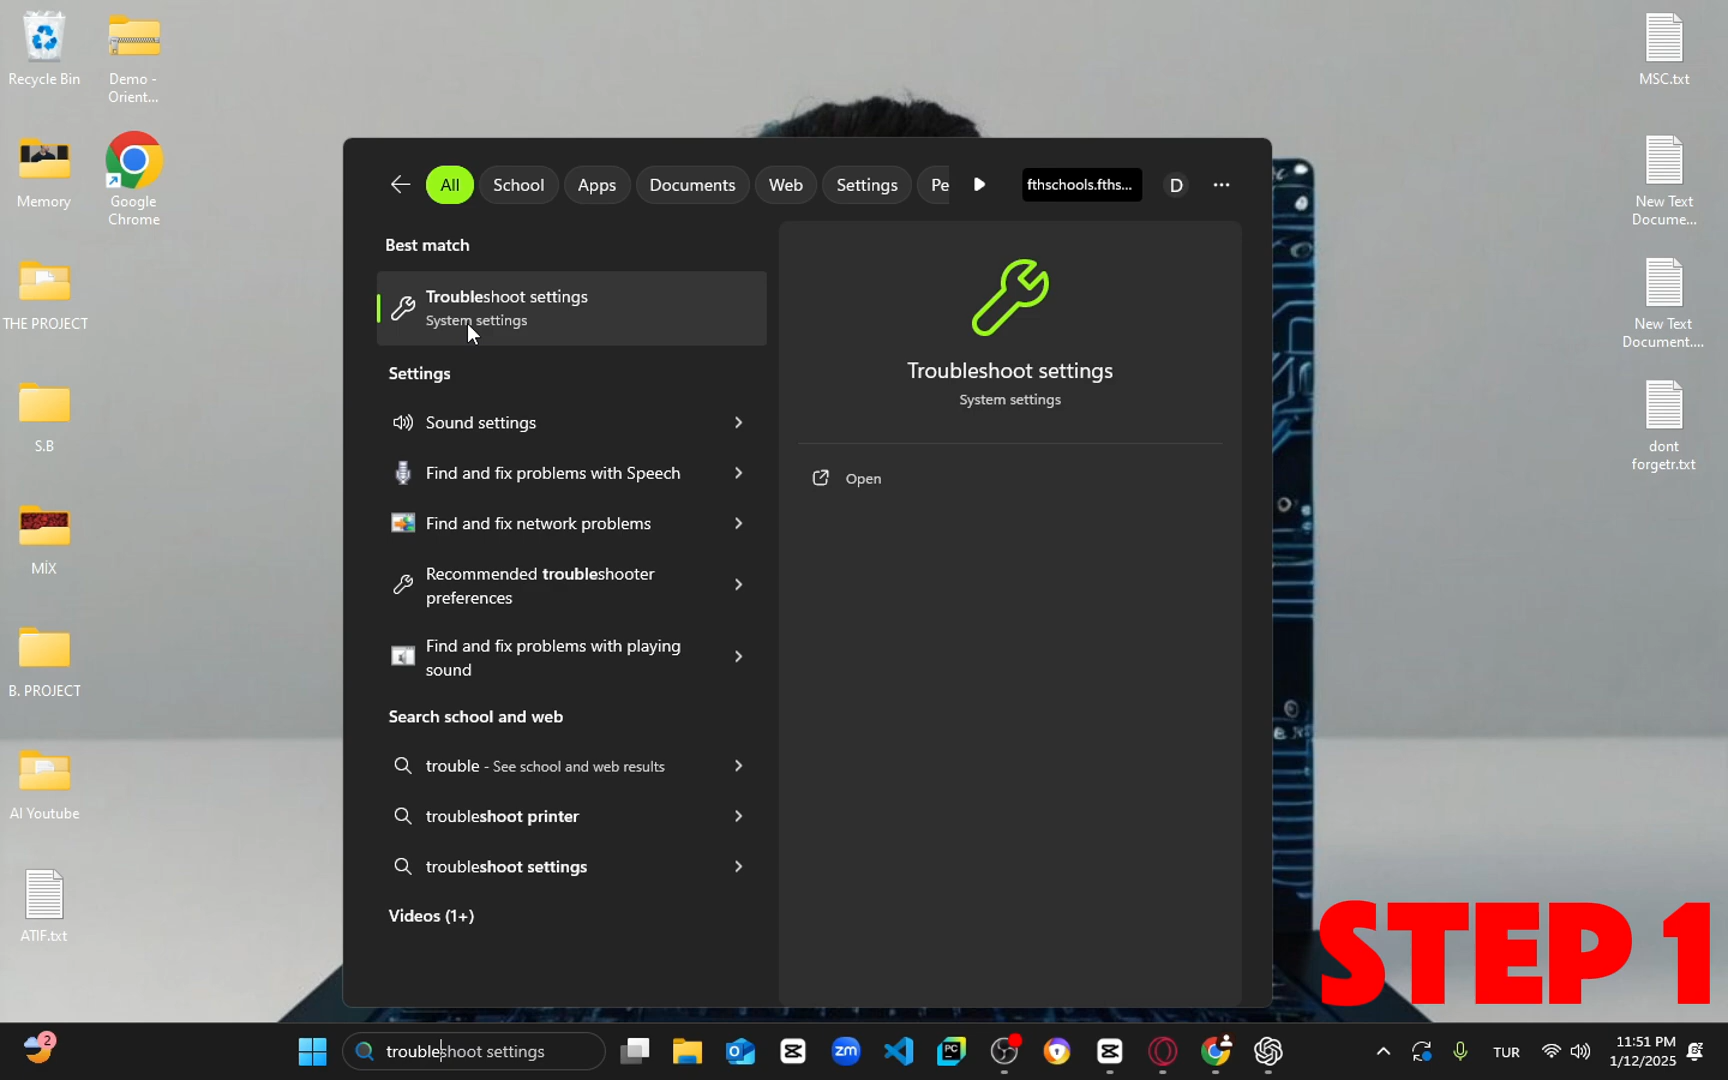 Recycle Bin
Demo -
Orient...
Memory
Google
Chrome
THE PROJECT
S.B
MİX
B. PROJECT
AI Youtube
ATIF.txt
All
School
Apps
Documents
Web
Settings
Pe
fthschools.fths...
D
Best match
Troubleshoot settings
System settings
Settings
Sound settings
Find and fix problems with Speech
Find and fix network problems
Recommended troubleshooter
preferences
Find and fix problems with playing
sound
Search school and web
trouble - See school and web results
troubleshoot printer
troubleshoot settings
Videos (1+)
Troubleshoot settings
System settings
Open
MSC.txt
New Text
Docume...
New Text
Document....
dont
forgetr.txt
STEP 1
2
troubleshoot settings
zm
PC
TUR
11:51 PM
1/12/2025